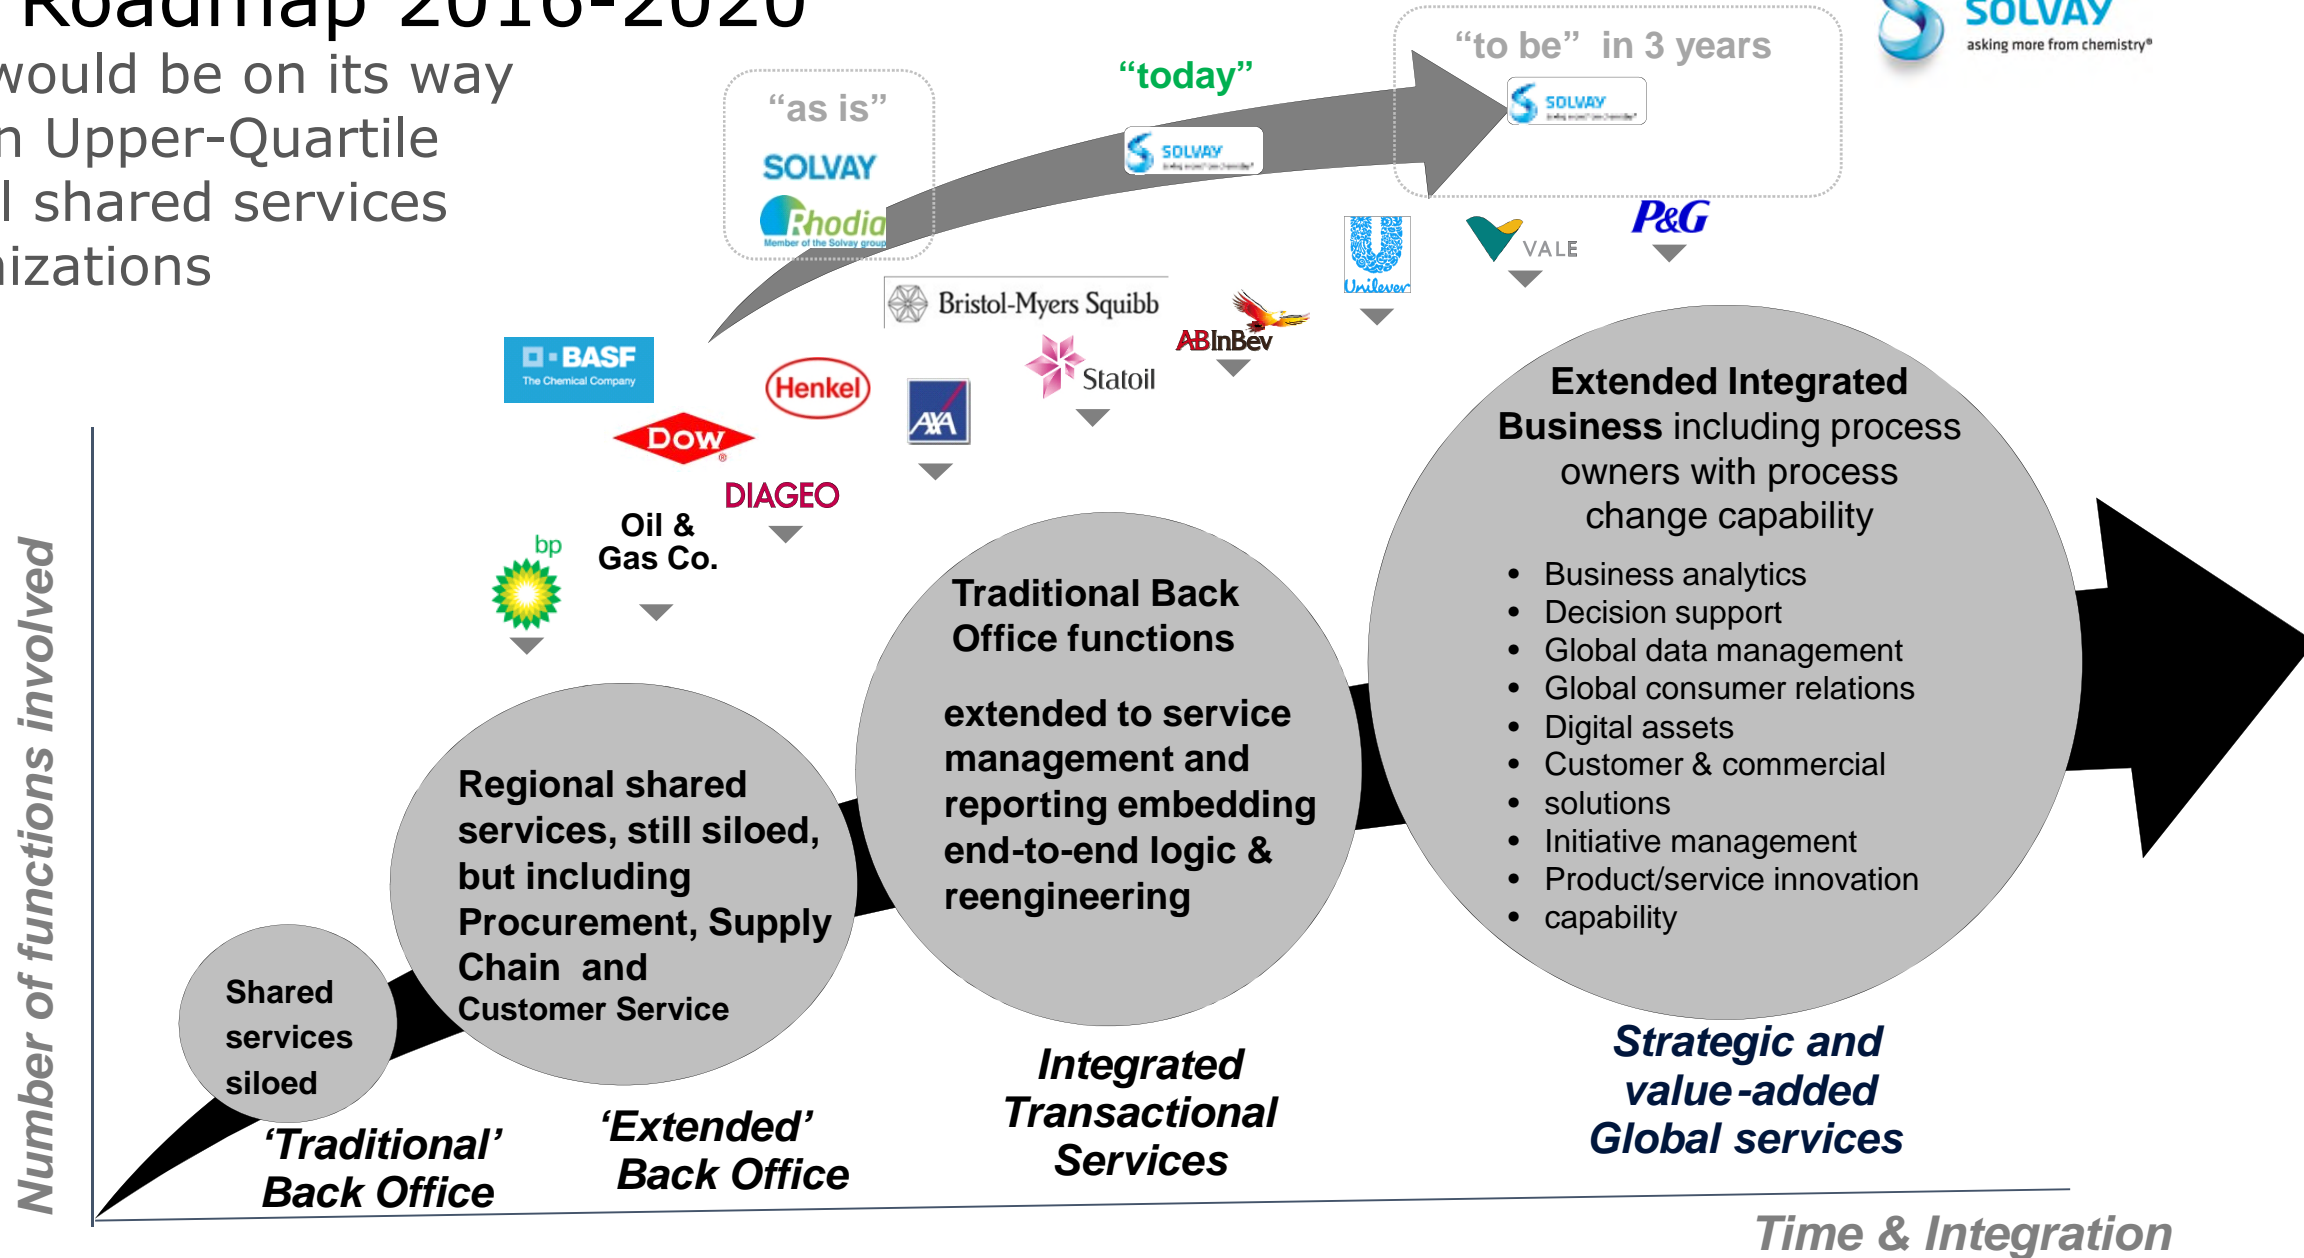 Roadmap 2016-2020
would be on its way
n Upper-Quartile
l shared services
nizations
SOLVAY
asking more from chemistry®
"as is"
SOLVAY
Rhodia
Member of the Solvay group
"today"
SOLVAY
"to be" in 3 years
SOLVAY
BASF
The Chemical Company
DOW®
Henkel
DIAGEO
AXA
Bristol-Myers Squibb
Statoil
ABInBev
Unilever
VALE
P&G
bp
Oil &
Gas Co.
Number of functions involved
Shared
services
siloed
Regional shared
services, still siloed,
but including
Procurement, Supply
Chain and
Customer Service
Traditional Back
Office functions
extended to service
management and
reporting embedding
end-to-end logic &
reengineering
Extended Integrated
Business including process
owners with process
change capability
• Business analytics
• Decision support
• Global data management
• Global consumer relations
• Digital assets
• Customer & commercial
• solutions
• Initiative management
• Product/service innovation
• capability
'Traditional'
Back Office
'Extended'
Back Office
Integrated
Transactional
Services
Strategic and
value-added
Global services
Time & Integration